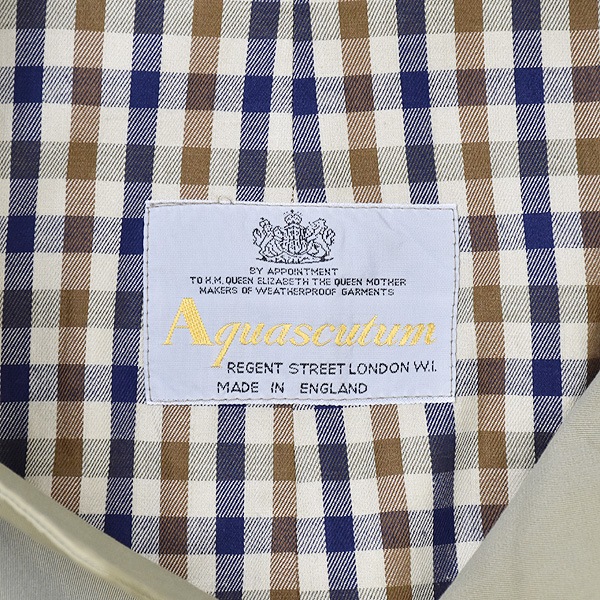 BY APPOINTMENT
TO H.M. QUEEN ELIZABETH THE QUEEN MOTHER
MAKERS OF WEATHERPROOF GARMENTS
Aquascutum
REGENT STREET LONDON W.I.
MADE IN ENGLAND